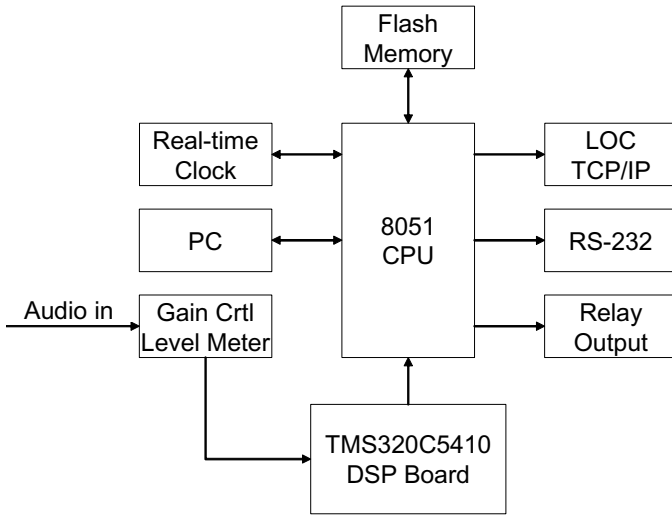 Flash
Memory
Real-time
Clock
LOC
TCP/IP
8051
CPU
PC
RS-232
Audio in
Gain Crtl
Level Meter
Relay
Output
TMS320C5410
DSP Board